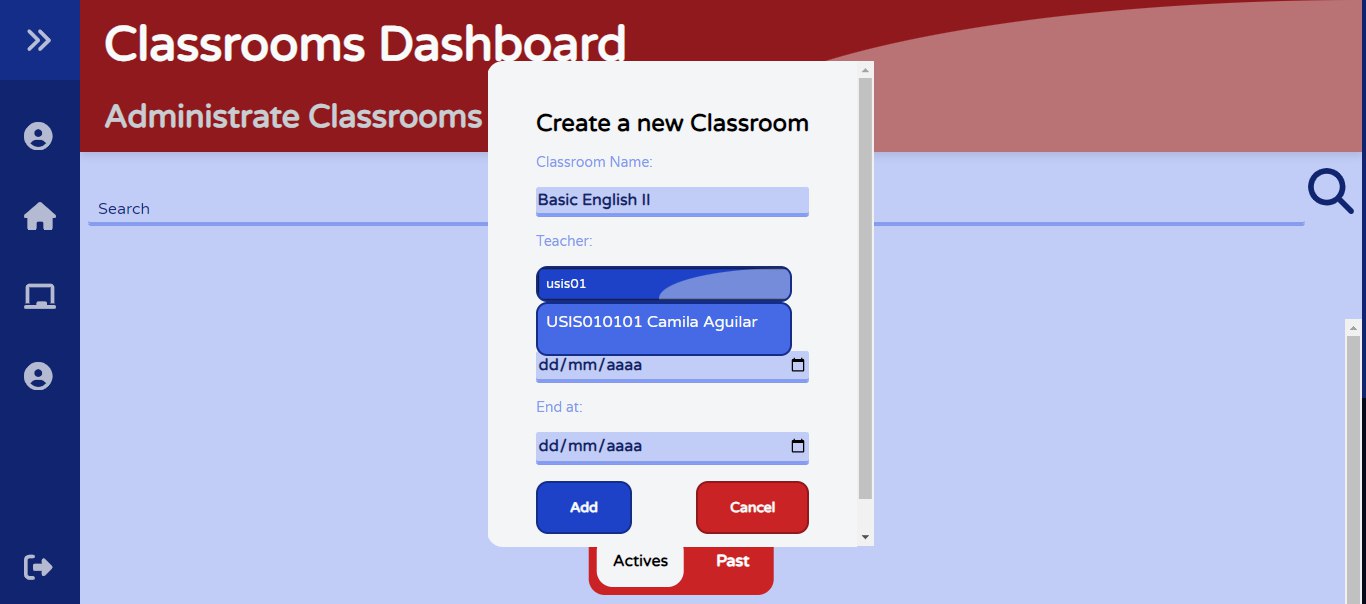 Classrooms Dashboard
Administrate Classrooms
Search
Create a new Classroom
Classroom Name:
Basic English II
Teacher:
usis01
USIS010101 Camila Aguilar
dd/mm/aaaa
End at:
dd/mm/aaaa
Add
Cancel
Actives
Past